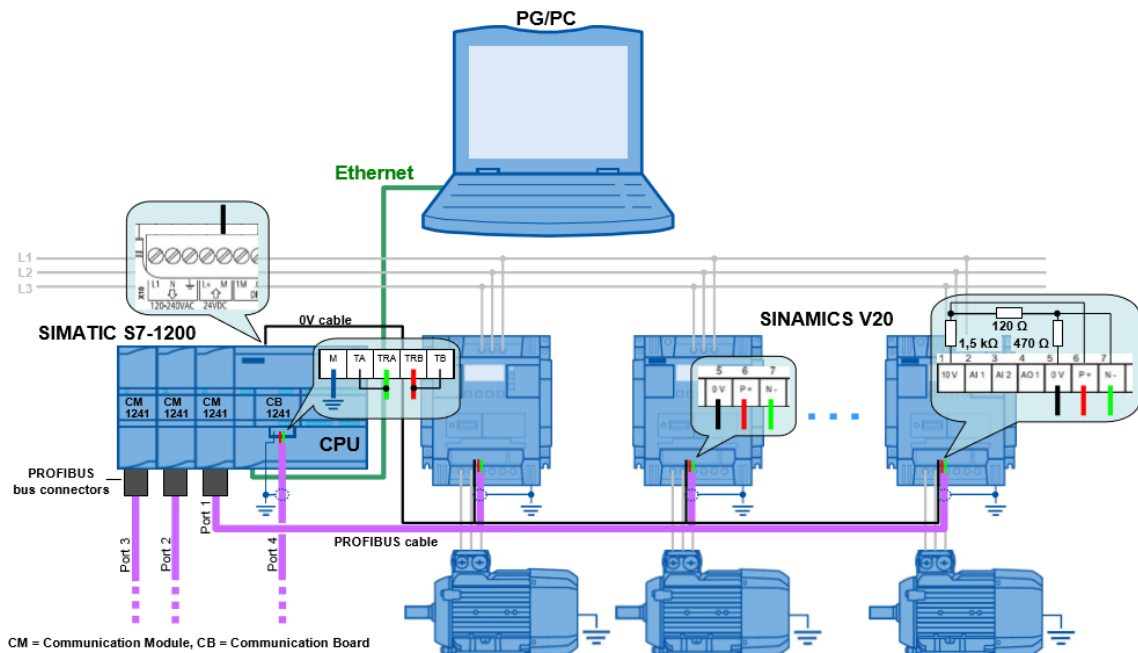 PG/PC
Ethernet
L1
L2
L3
X10
L1 N L+ M 1M
120-240VAC 24VDC
SIMATIC S7-1200
0V cable
SINAMICS V20
M TA TRA TRB TB
CM 1241
CM 1241
CM 1241
CB 1241
CPU
5 6 7
0 V P+ N-
120 Ω
1,5 kΩ 470 Ω
1 2 3 4 5 6 7
10 V AI 1 AI 2 AO 1 0 V P+ N-
PROFIBUS
bus connectors
Port 3
Port 2
Port 1
Port 4
PROFIBUS cable
CM = Communication Module, CB = Communication Board